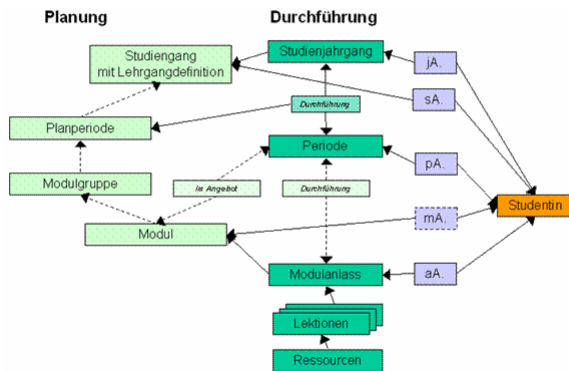 Planung
Durchführung
Studiengang
mit Lehrgangdefinition
Studienjahrgang
jA.
sA.
Durchführung
Planperiode
Periode
pA.
Modulgruppe
Ist Angebot
Durchführung
Studentin
mA.
Modul
Modulanlass
aA.
Lektionen
Ressourcen